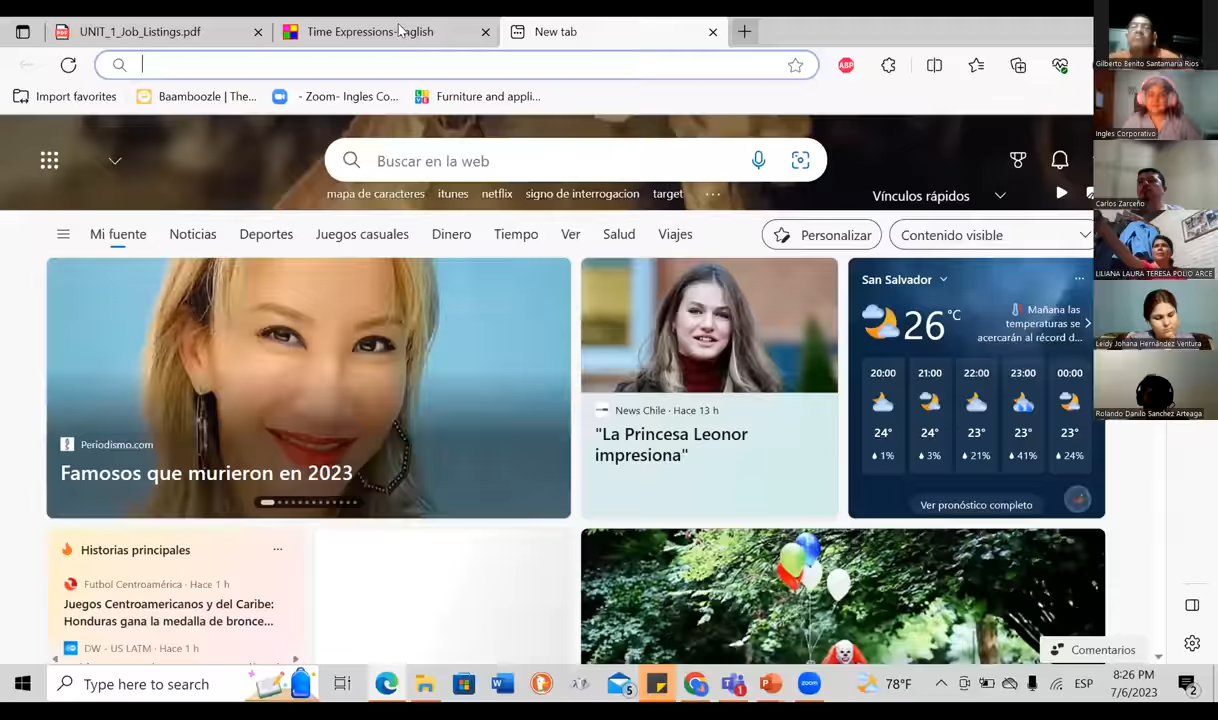 UNIT_1_Job_Listings.pdf
Time Expressions-English
New tab
Gilberto Benito Santamaria Rios
ABP
Import favorites
Baamboozle | The...
- Zoom- Ingles Co...
Furniture and appli...
Ingles Corporativo
Buscar en la web
mapa de caracteres itunes netflix signo de interrogacion target ...
Vínculos rápidos
Carlos Zarceño
Mi fuente Noticias Deportes Juegos casuales Dinero Tiempo Ver Salud Viajes
Personalizar
Contenido visible
LILIANA LAURA TERESA POLIO ARCE
San Salvador
26 °C
Mañana las
temperaturas se
acercarán al récord d...
Leidy Johana Hernández Ventura
20:00 21:00 22:00 23:00 00:00
24° 24° 23° 23° 23°
1% 3% 21% 41% 24%
Ver pronóstico completo
Rolando Danilo Sanchez Arteaga
Periodismo.com
Famosos que murieron en 2023
News Chile · Hace 13 h
"La Princesa Leonor
impresiona"
Historias principales
Futbol Centroamérica · Hace 1 h
Juegos Centroamericanos y del Caribe:
Honduras gana la medalla de bronce...
DW - US LATM · Hace 1 h
Comentarios
Type here to search
5
1
zoom
78°F
ESP
8:26 PM
7/6/2023
2